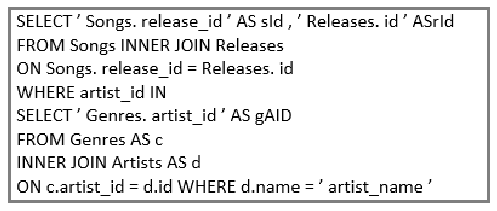 SELECT ’ Songs. release_id ’ AS sId , ’ Releases. id ’ ASrId
FROM Songs INNER JOIN Releases
ON Songs. release_id = Releases. id
WHERE artist_id IN
SELECT ’ Genres. artist_id ’ AS gAID
FROM Genres AS c
INNER JOIN Artists AS d
ON c.artist_id = d.id WHERE d.name = ’ artist_name ’